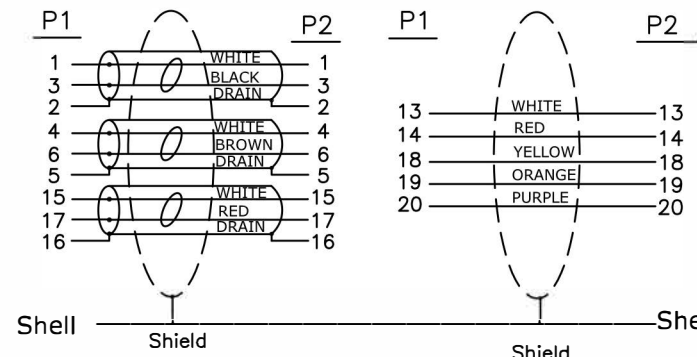 P1 P2 P1 P2
1 WHITE 1
3 BLACK 3
2 DRAIN 2
4 WHITE 4
6 BROWN 6
5 DRAIN 5
15 WHITE 15
17 RED 17
16 DRAIN 16
13 WHITE 13
14 RED 14
18 YELLOW 18
19 ORANGE 19
20 PURPLE 20
Shell Shield Shield She